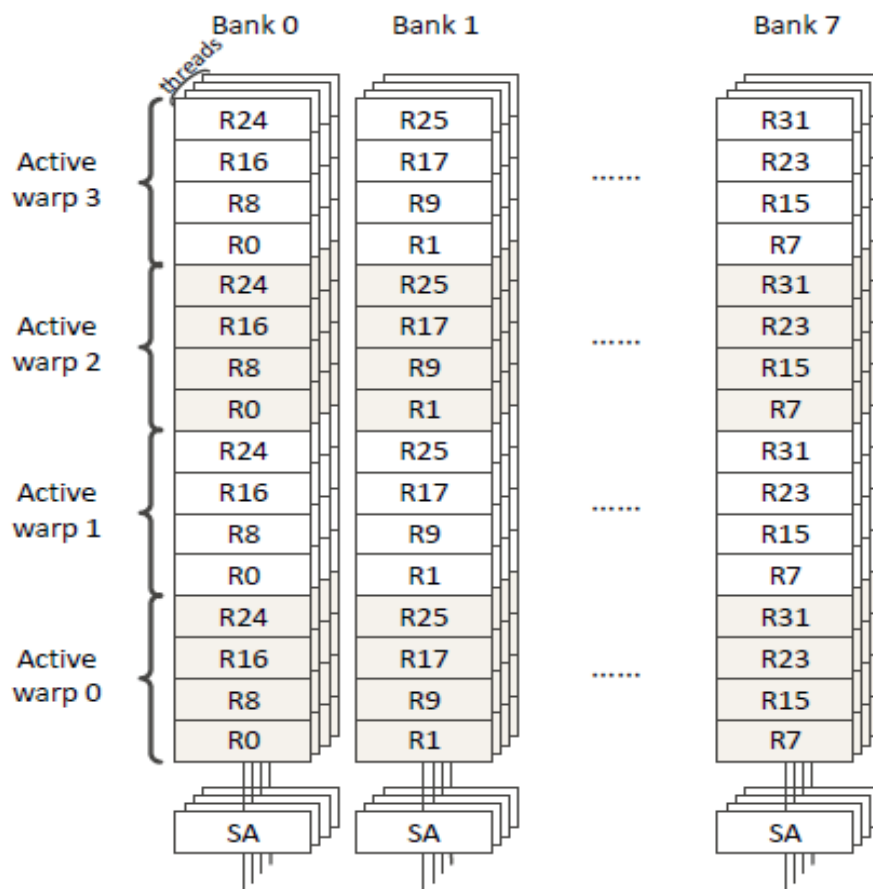 Bank 0 Bank 1 Bank 7
threads
R24 R25 R31
Active warp 3
R16 R17 R23
......
R8 R9 R15
R0 R1 R7
R24 R25 R31
Active warp 2
R16 R17 R23
......
R8 R9 R15
R0 R1 R7
R24 R25 R31
Active warp 1
R16 R17 R23
......
R8 R9 R15
R0 R1 R7
R24 R25 R31
Active warp 0
R16 R17 R23
......
R8 R9 R15
R0 R1 R7
SA SA SA